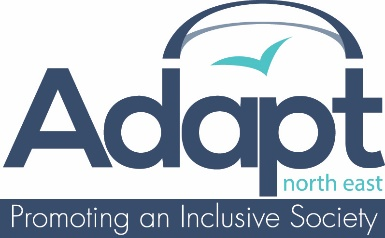 Adapt
north east
Promoting an Inclusive Society